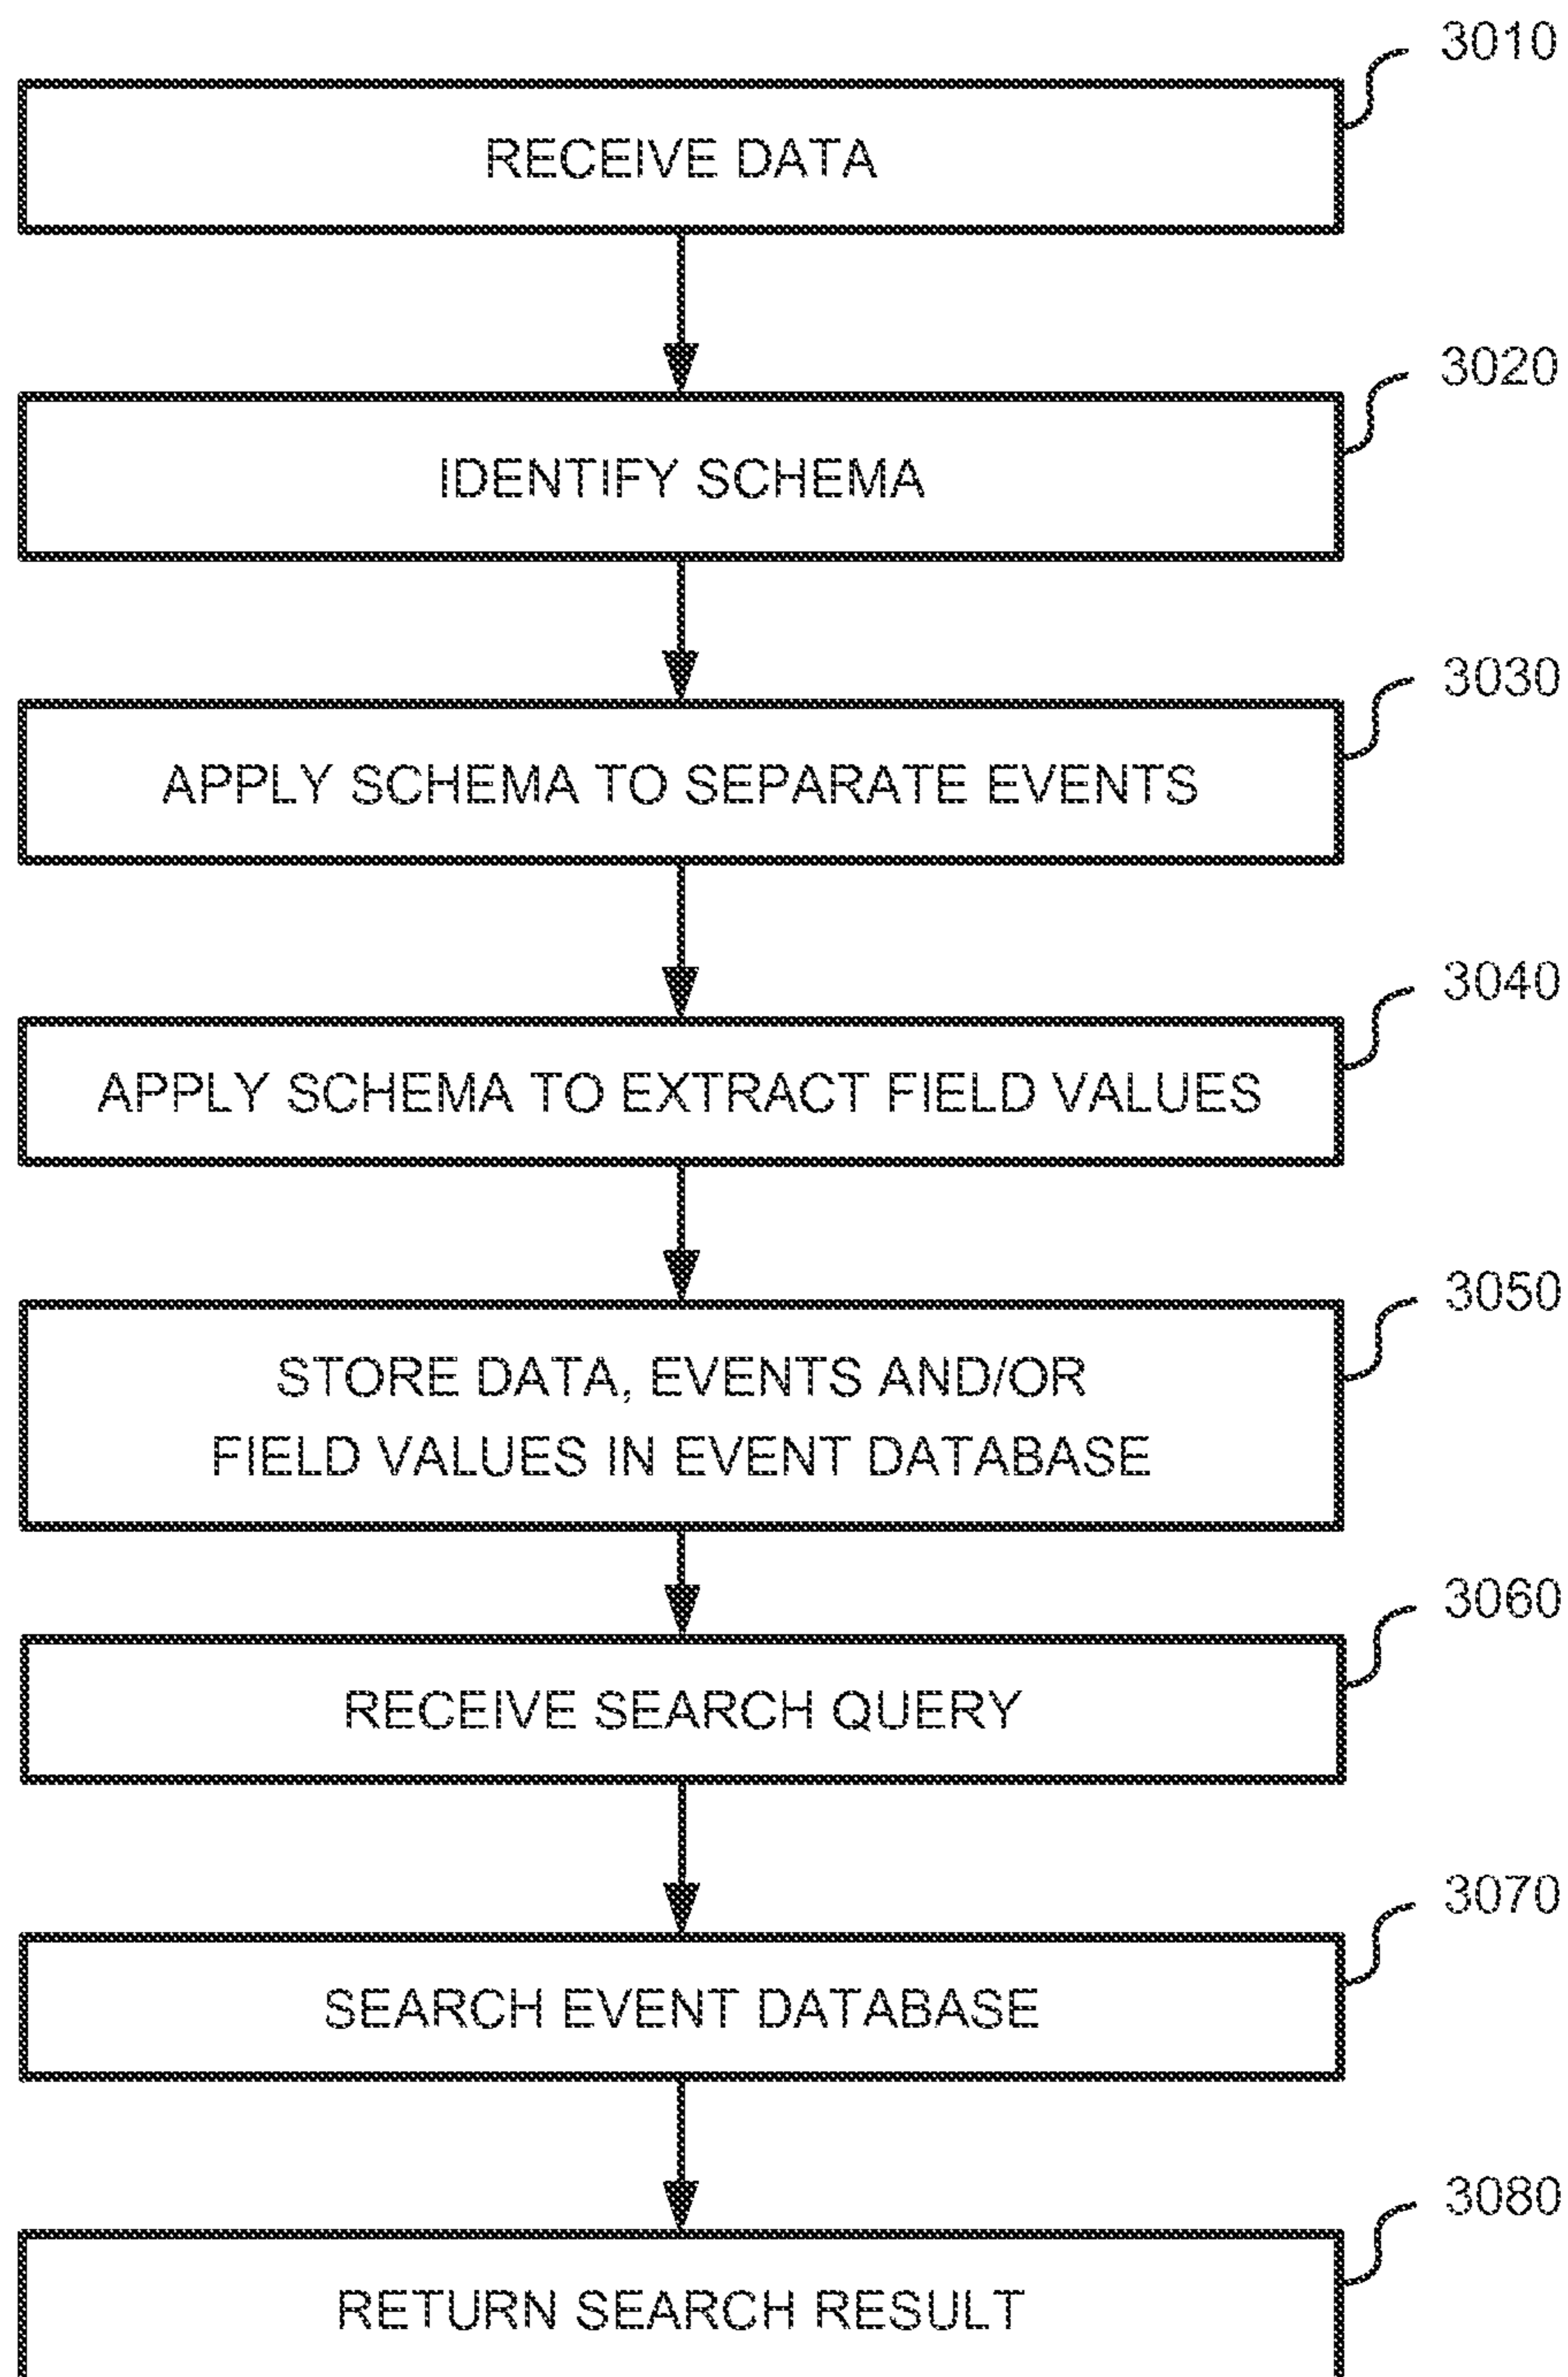 3010
RECEIVE DATA
3020
IDENTIFY SCHEMA
3030
APPLY SCHEMA TO SEPARATE EVENTS
3040
APPLY SCHEMA TO EXTRACT FIELD VALUES
3050
STORE DATA, EVENTS AND/OR
FIELD VALUES IN EVENT DATABASE
3060
RECEIVE SEARCH QUERY
3070
SEARCH EVENT DATABASE
3080
RETURN SEARCH RESULT